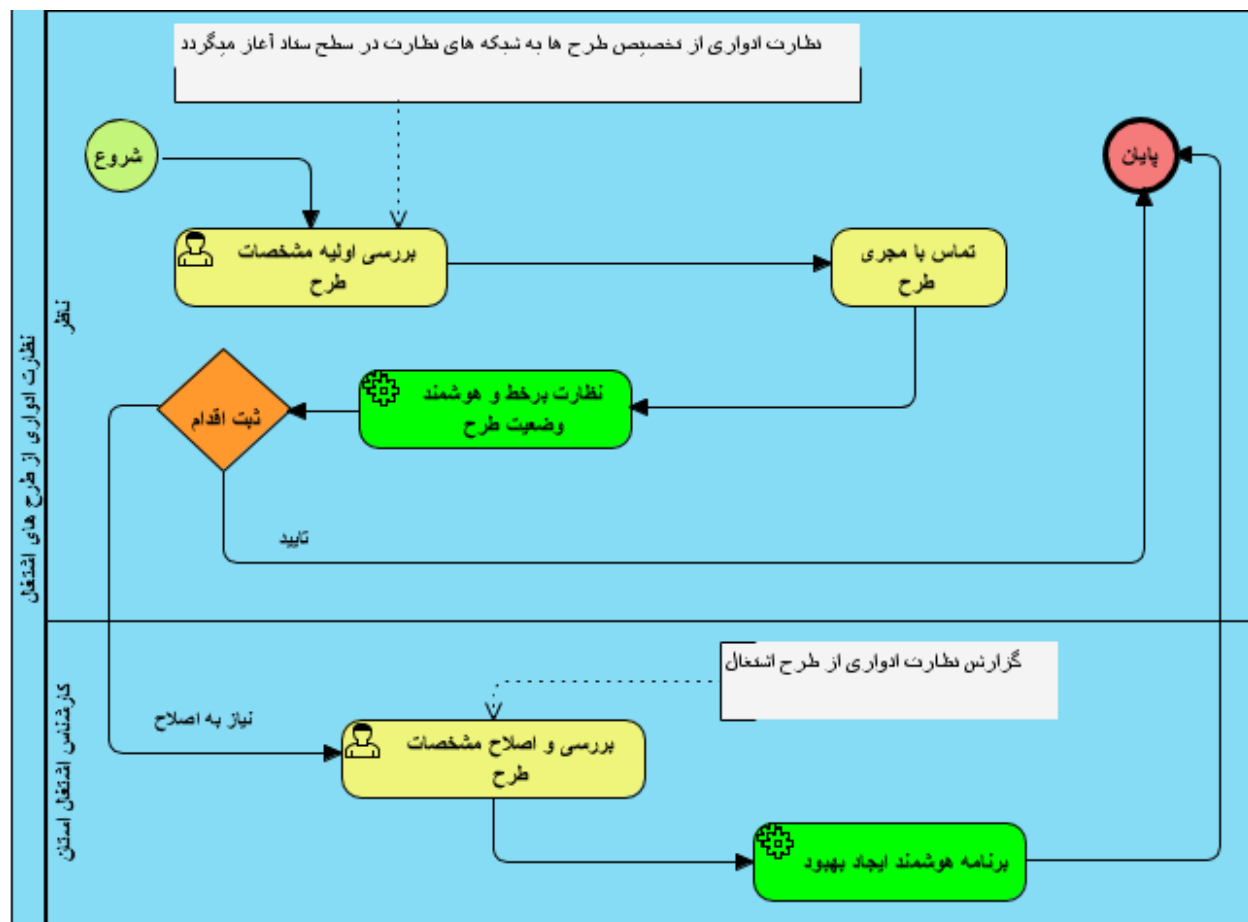 نظارت ادواری از طرح های اشتغال
ناظر
نظارت ادواری از تخصیص طرح ها به شبکه های نظارت در سطح ستاد آغاز میگردد
شروع
پایان
بررسی اولیه مشخصات
طرح
تماس با مجری
طرح
نظارت برخط و هوشمند
وضعیت طرح
ثبت اقدام
تایید
کارشناس اشتغال استان
گزارش نظارت ادواری از طرح اشتغال
نیاز به اصلاح
بررسی و اصلاح مشخصات
طرح
برنامه هوشمند ایجاد بهبود